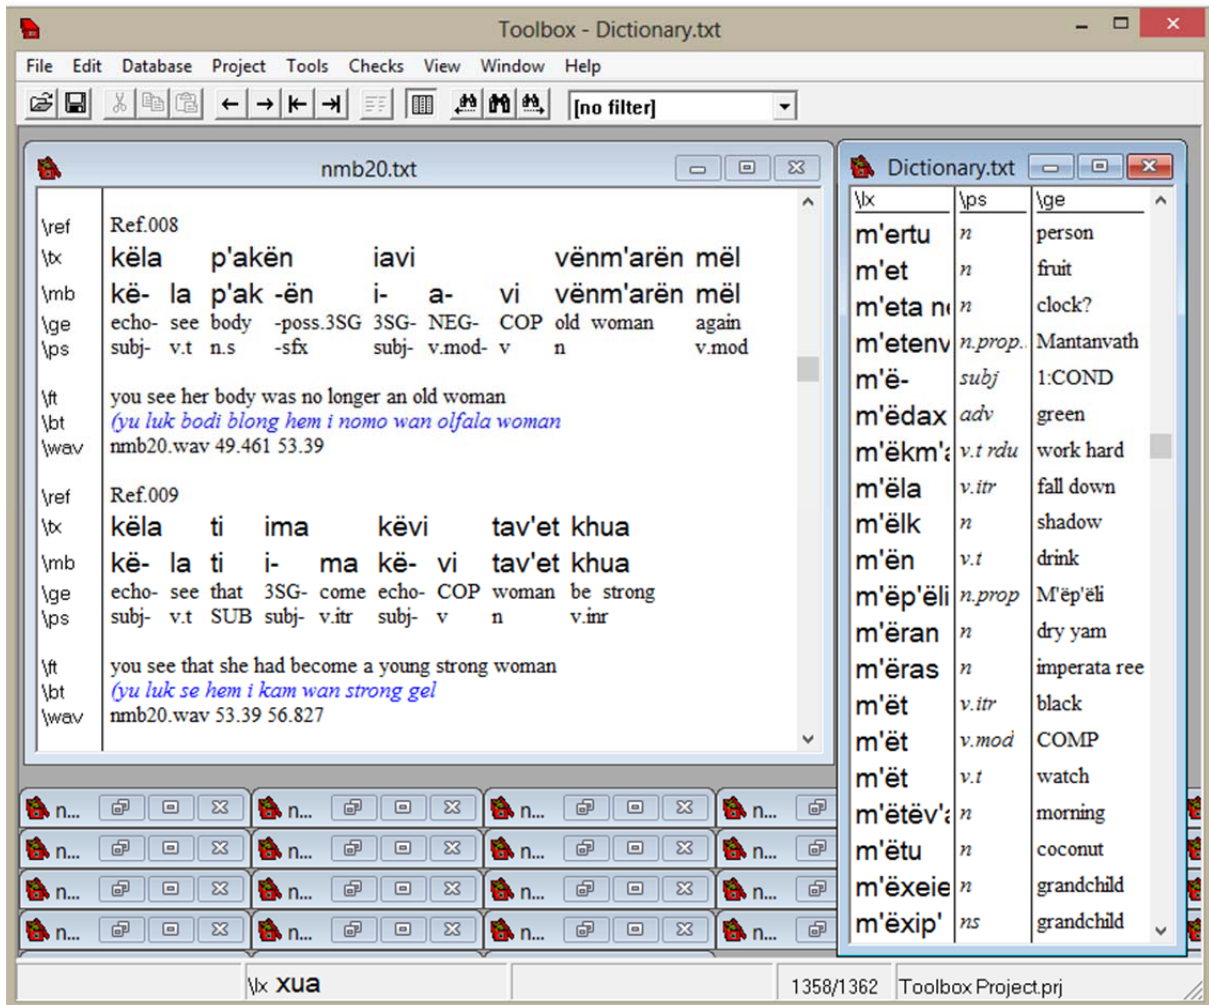 Toolbox - Dictionary.txt
File Edit Database Project Tools Checks View Window Help
[no filter]
nmb20.txt
\ref Ref.008
\tx këla p'akën iavi vënm'arën mël
\mb kë- la p'ak -ën i- a- vi vënm'arën mël
\ge echo- see body -poss.3SG 3SG- NEG- COP old woman again
\ps subj- v.t n.s -sfx subj- v.mod- v n v.mod
\ft you see her body was no longer an old woman
\bt (yu luk bodi blong hem i nomo wan olfala woman
\wav nmb20.wav 49.461 53.39
\ref Ref.009
\tx këla ti ima këvi tav'et khua
\mb kë- la ti i- ma kë- vi tav'et khua
\ge echo- see that 3SG- come echo- COP woman be strong
\ps subj- v.t SUB subj- v.itr subj- v n v.inr
\ft you see that she had become a young strong woman
\bt (yu luk se hem i kam wan strong gel
\wav nmb20.wav 53.39 56.827
Dictionary.txt
\lx \ps \ge
m'ertu n person
m'et n fruit
m'eta n clock?
m'etenv n.prop. Mantanvath
m'ë- subj 1:COND
m'ëdax adv green
m'ëkm'a v.t rdu work hard
m'ëla v.itr fall down
m'ëlk n shadow
m'ën v.t drink
m'ëp'ëli n.prop M'ëp'ëli
m'ëran n dry yam
m'ëras n imperata ree
m'ët v.itr black
m'ët v.mod COMP
m'ët v.t watch
m'ëtëv'a n morning
m'ëtu n coconut
m'ëxeie n grandchild
m'ëxip' ns grandchild
n... n... n... n...
n... n... n... n...
n... n... n... n...
n... n... n... n...
\lx xua 1358/1362 Toolbox Project.prj